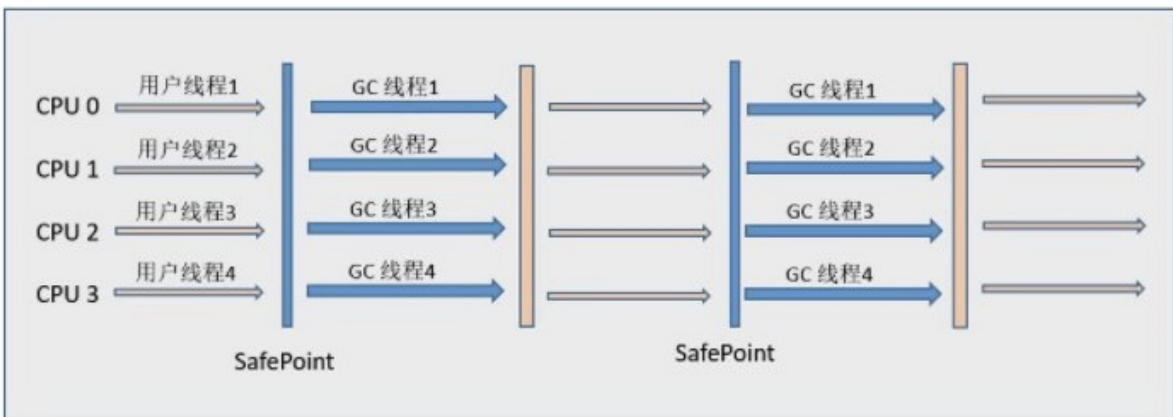 用户线程1 GC 线程1 GC 线程1
CPU 0
用户线程2 GC 线程2 GC 线程2
CPU 1
用户线程3 GC 线程3 GC 线程3
CPU 2
用户线程4 GC 线程4 GC 线程4
CPU 3
SafePoint SafePoint